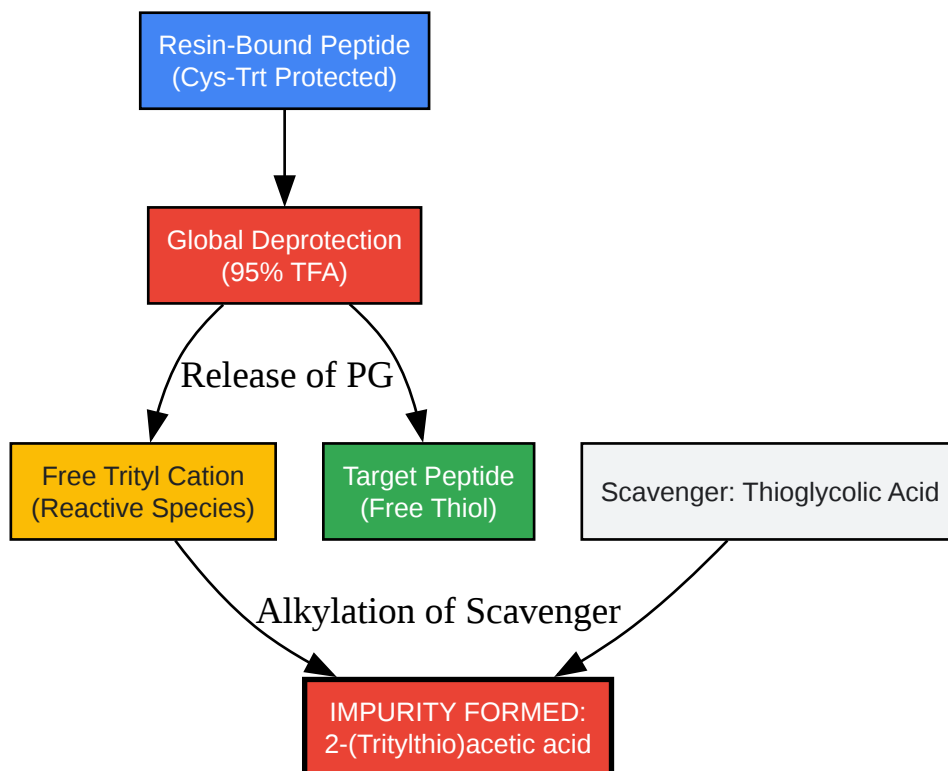 Resin-Bound Peptide
(Cys-Trt Protected)
Global Deprotection
(95% TFA)
Release of PG
Free Trityl Cation
(Reactive Species)
Target Peptide
(Free Thiol)
Scavenger: Thioglycolic Acid
Alkylation of Scavenger
IMPURITY FORMED:
2-(Tritylthio)acetic acid